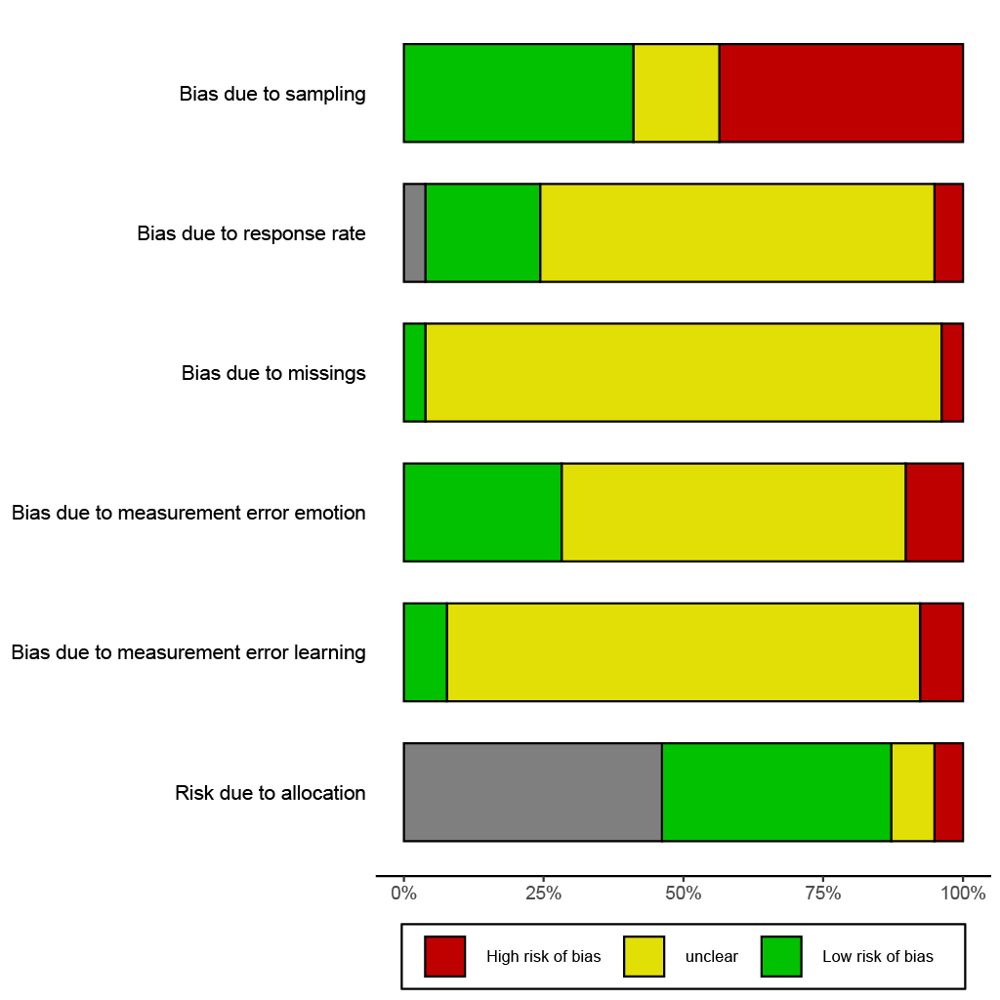 Bias due to sampling
Bias due to response rate
Bias due to missings
Bias due to measurement error emotion
Bias due to measurement error learning
Risk due to allocation
0% 25% 50% 75% 100%
High risk of bias unclear Low risk of bias